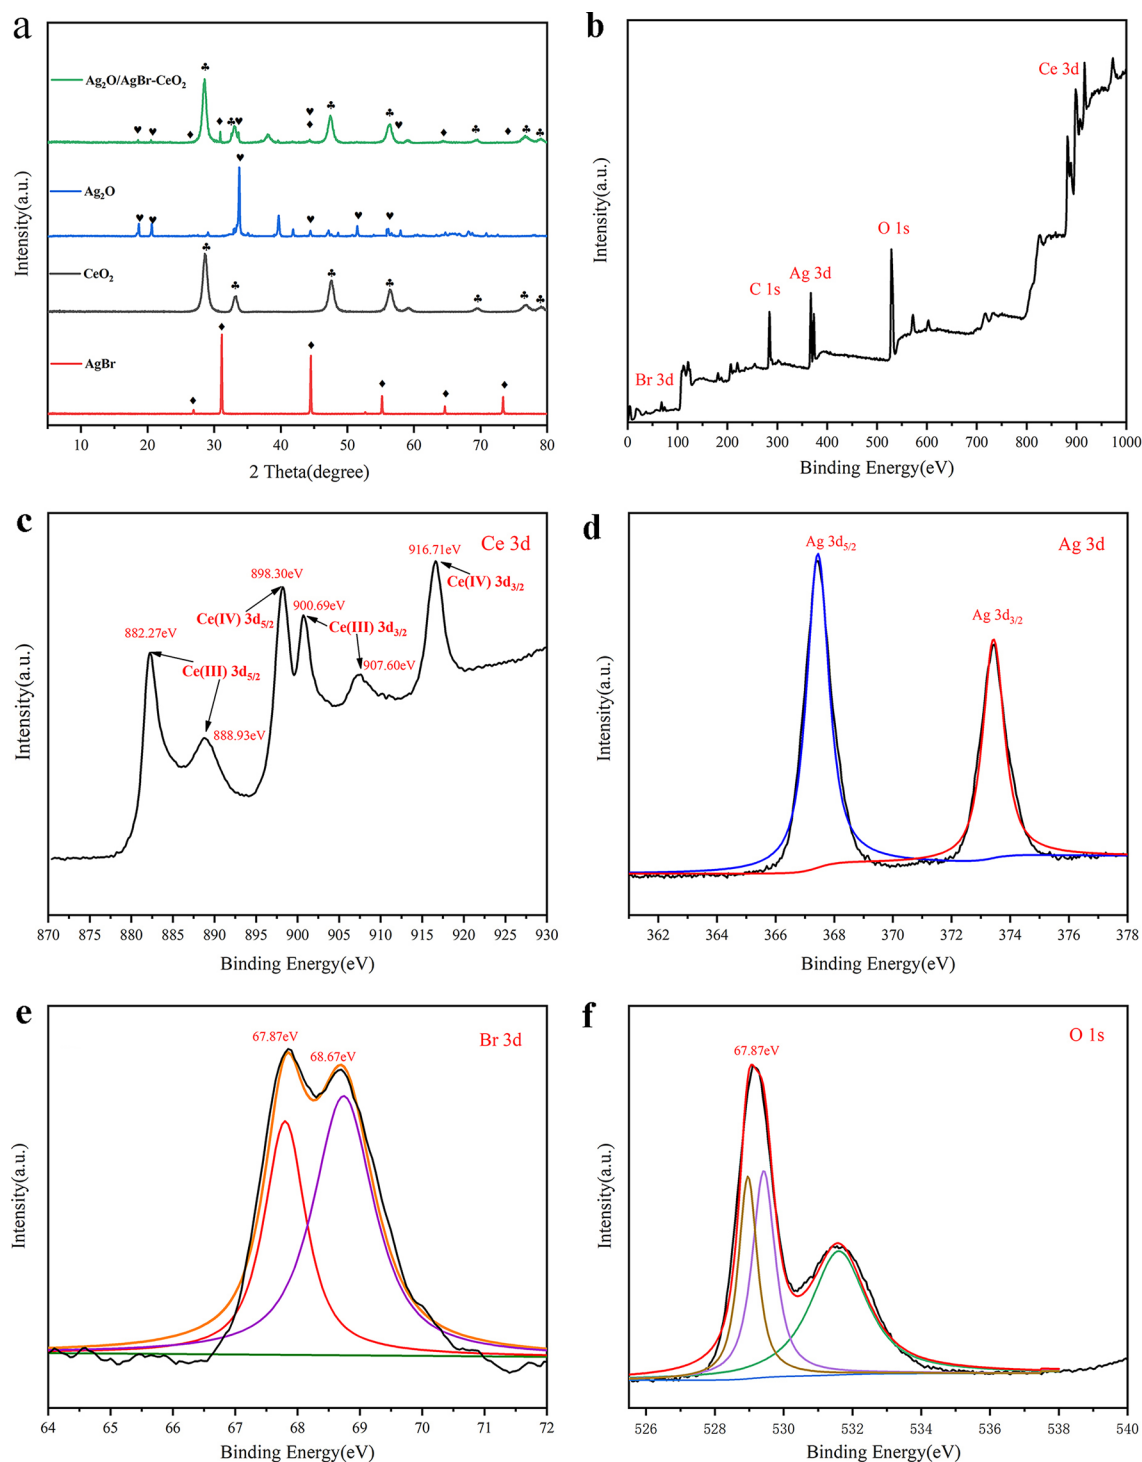 a
Ag₂O/AgBr-CeO₂
Ag₂O
CeO₂
AgBr
Intensity(a.u.)
10 20 30 40 50 60 70 80
2 Theta(degree)
b
Ce 3d
O 1s
Ag 3d
C 1s
Br 3d
Intensity(a.u.)
0 100 200 300 400 500 600 700 800 900 1000
Binding Energy(eV)
c
Ce 3d
916.71eV
Ce(IV) 3d₃/₂
898.30eV
900.69eV
Ce(IV) 3d₅/₂
Ce(III) 3d₃/₂
882.27eV
Ce(III) 3d₅/₂
907.60eV
888.93eV
Intensity(a.u.)
870 875 880 885 890 895 900 905 910 915 920 925 930
Binding Energy(eV)
d
Ag 3d₅/₂
Ag 3d
Ag 3d₃/₂
Intensity(a.u.)
362 364 366 368 370 372 374 376 378
Binding Energy(eV)
e
67.87eV
Br 3d
68.67eV
Intensity(a.u.)
64 65 66 67 68 69 70 71 72
Binding Energy(eV)
f
O 1s
67.87eV
Intensity(a.u.)
526 528 530 532 534 536 538 540
Binding Energy(eV)